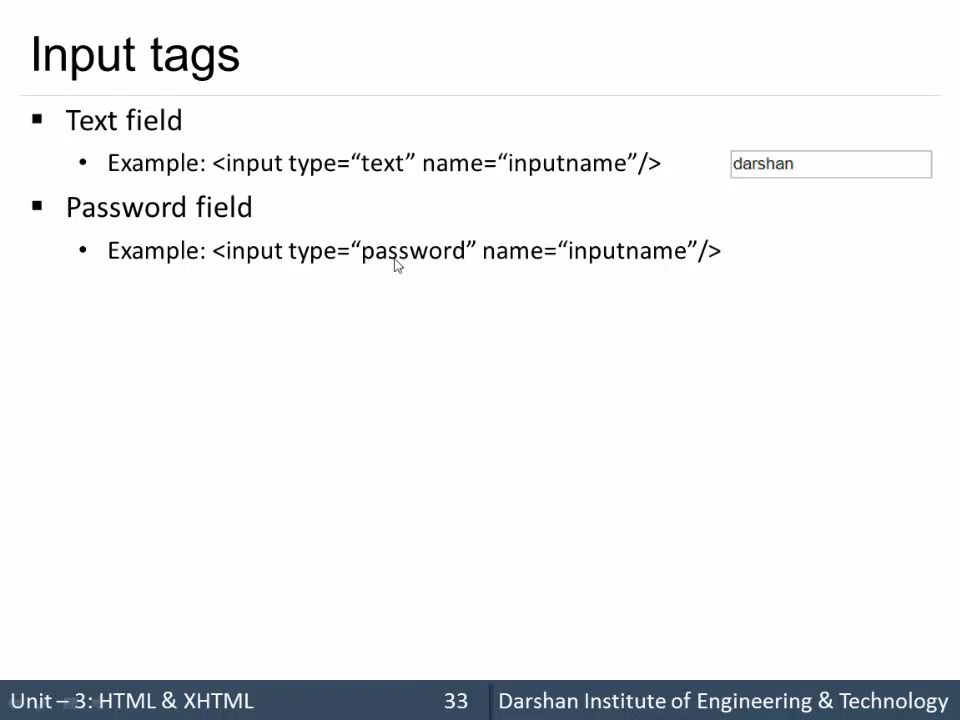 Input tags
▪ Text field
• Example: <input type=“text” name=“inputname”/>
darshan
▪ Password field
• Example: <input type=“password” name=“inputname”/>
Unit – 3: HTML & XHTML 33 Darshan Institute of Engineering & Technology